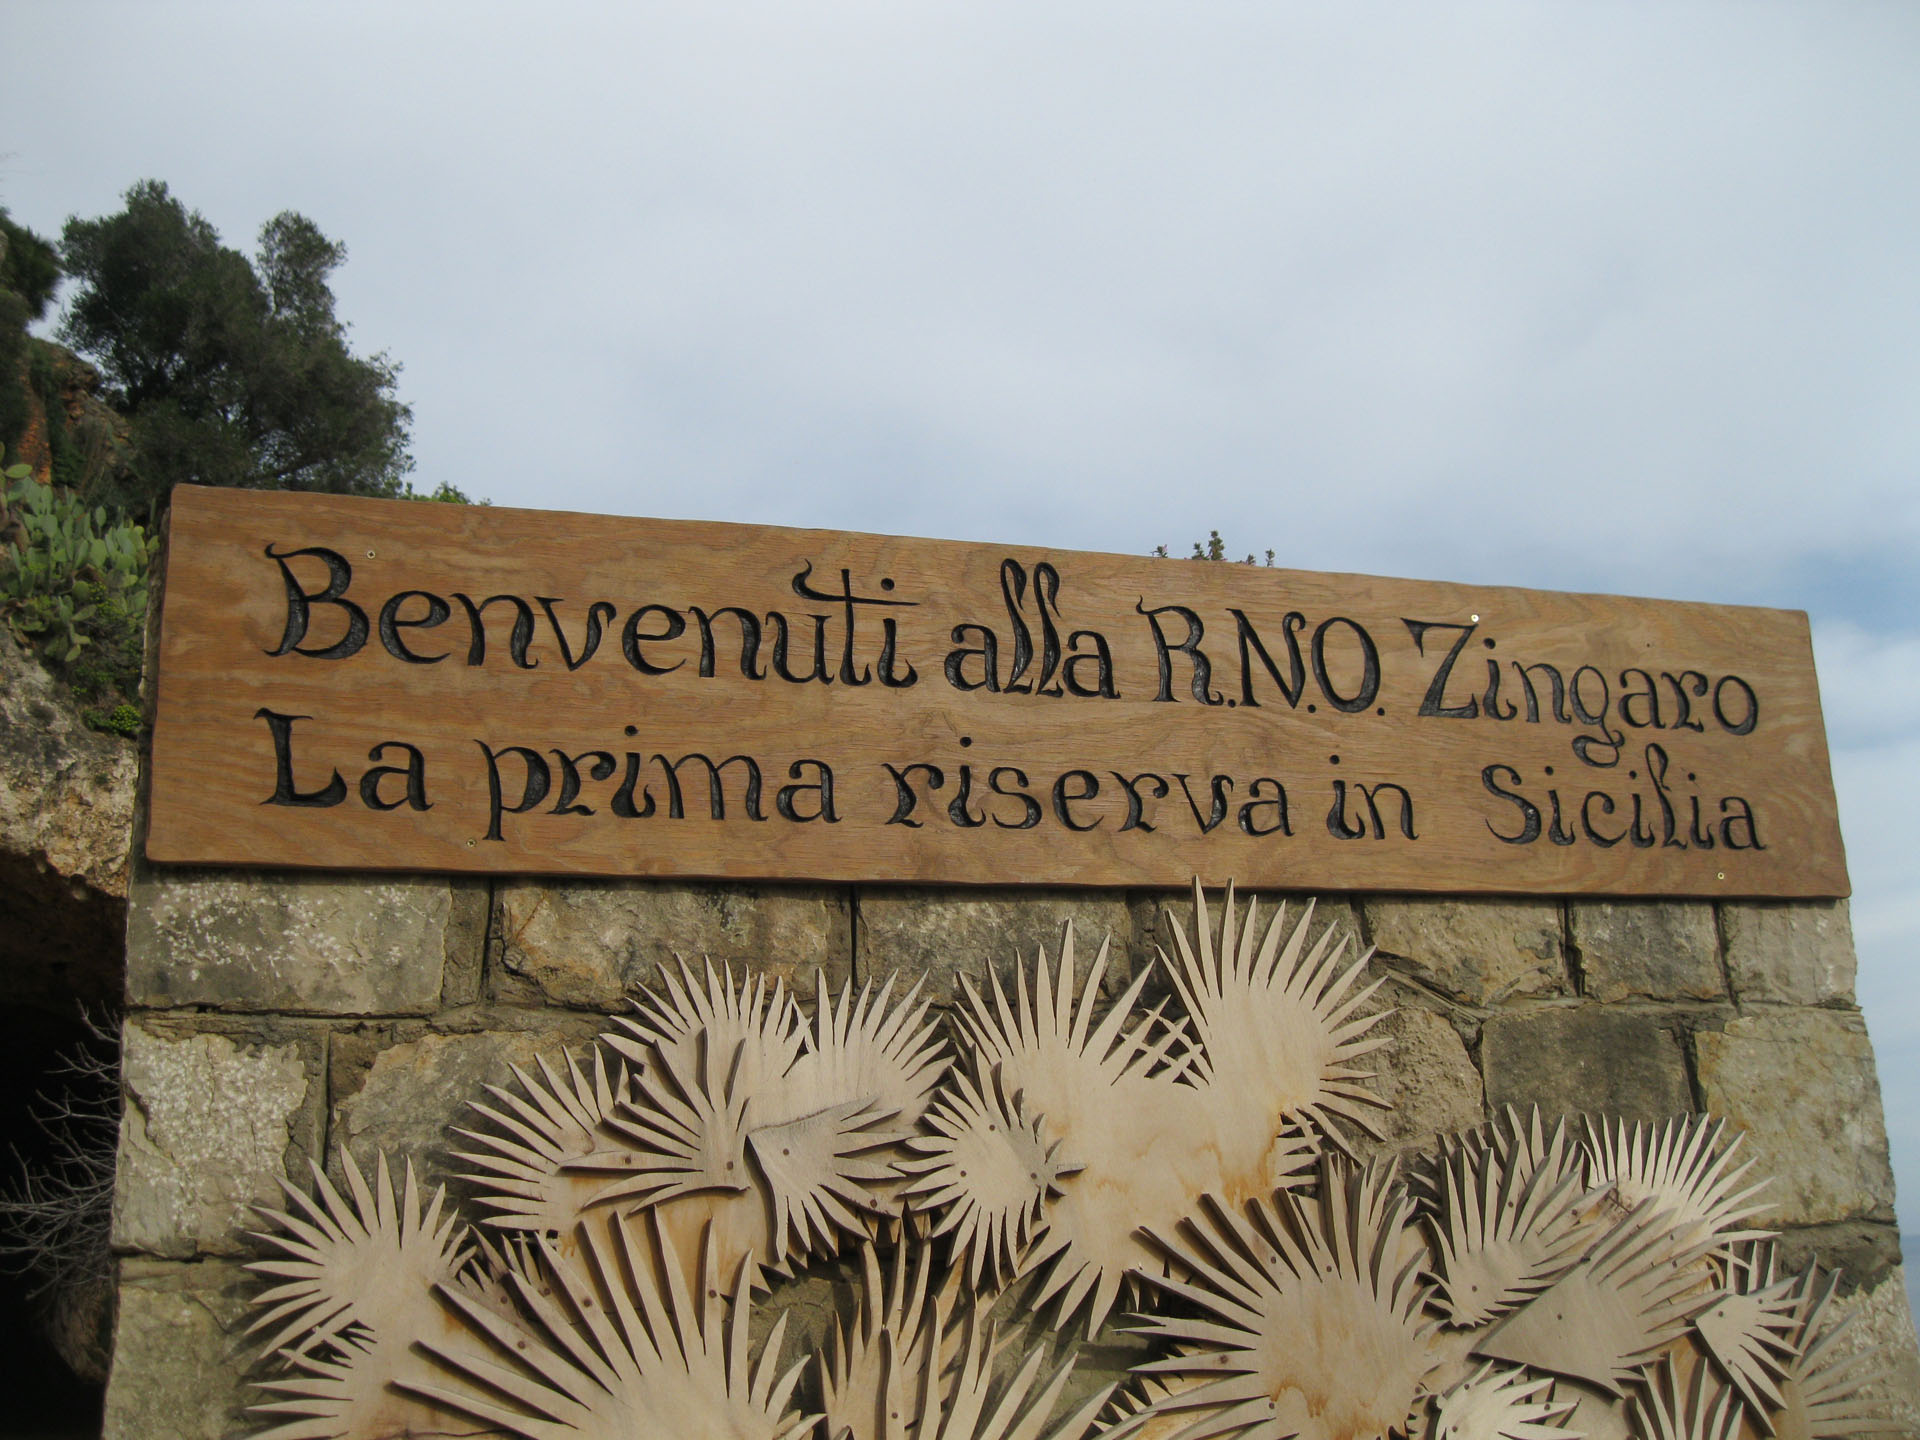 Benvenuti alla R.N.O. Zingaro
La prima riserva in Sicilia